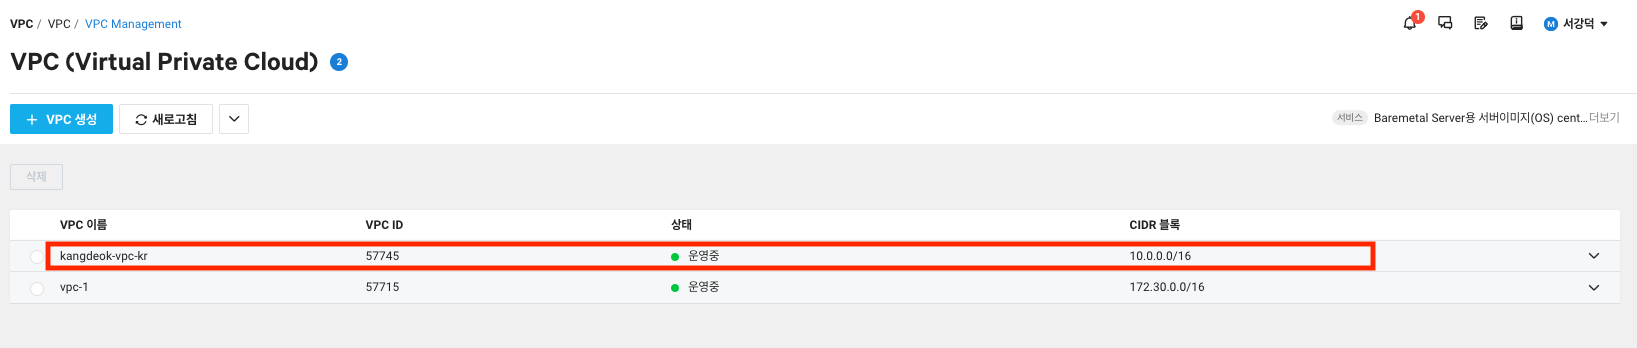 VPC / VPC / VPC Management
1
M 서강덕
VPC (Virtual Private Cloud) 2
+ VPC 생성 새로고침
서비스 Baremetal Server용 서버이미지(OS) cent... 더보기
삭제
VPC 이름 VPC ID 상태 CIDR 블록
kangdeok-vpc-kr 57745 운영중 10.0.0.0/16
vpc-1 57715 운영중 172.30.0.0/16